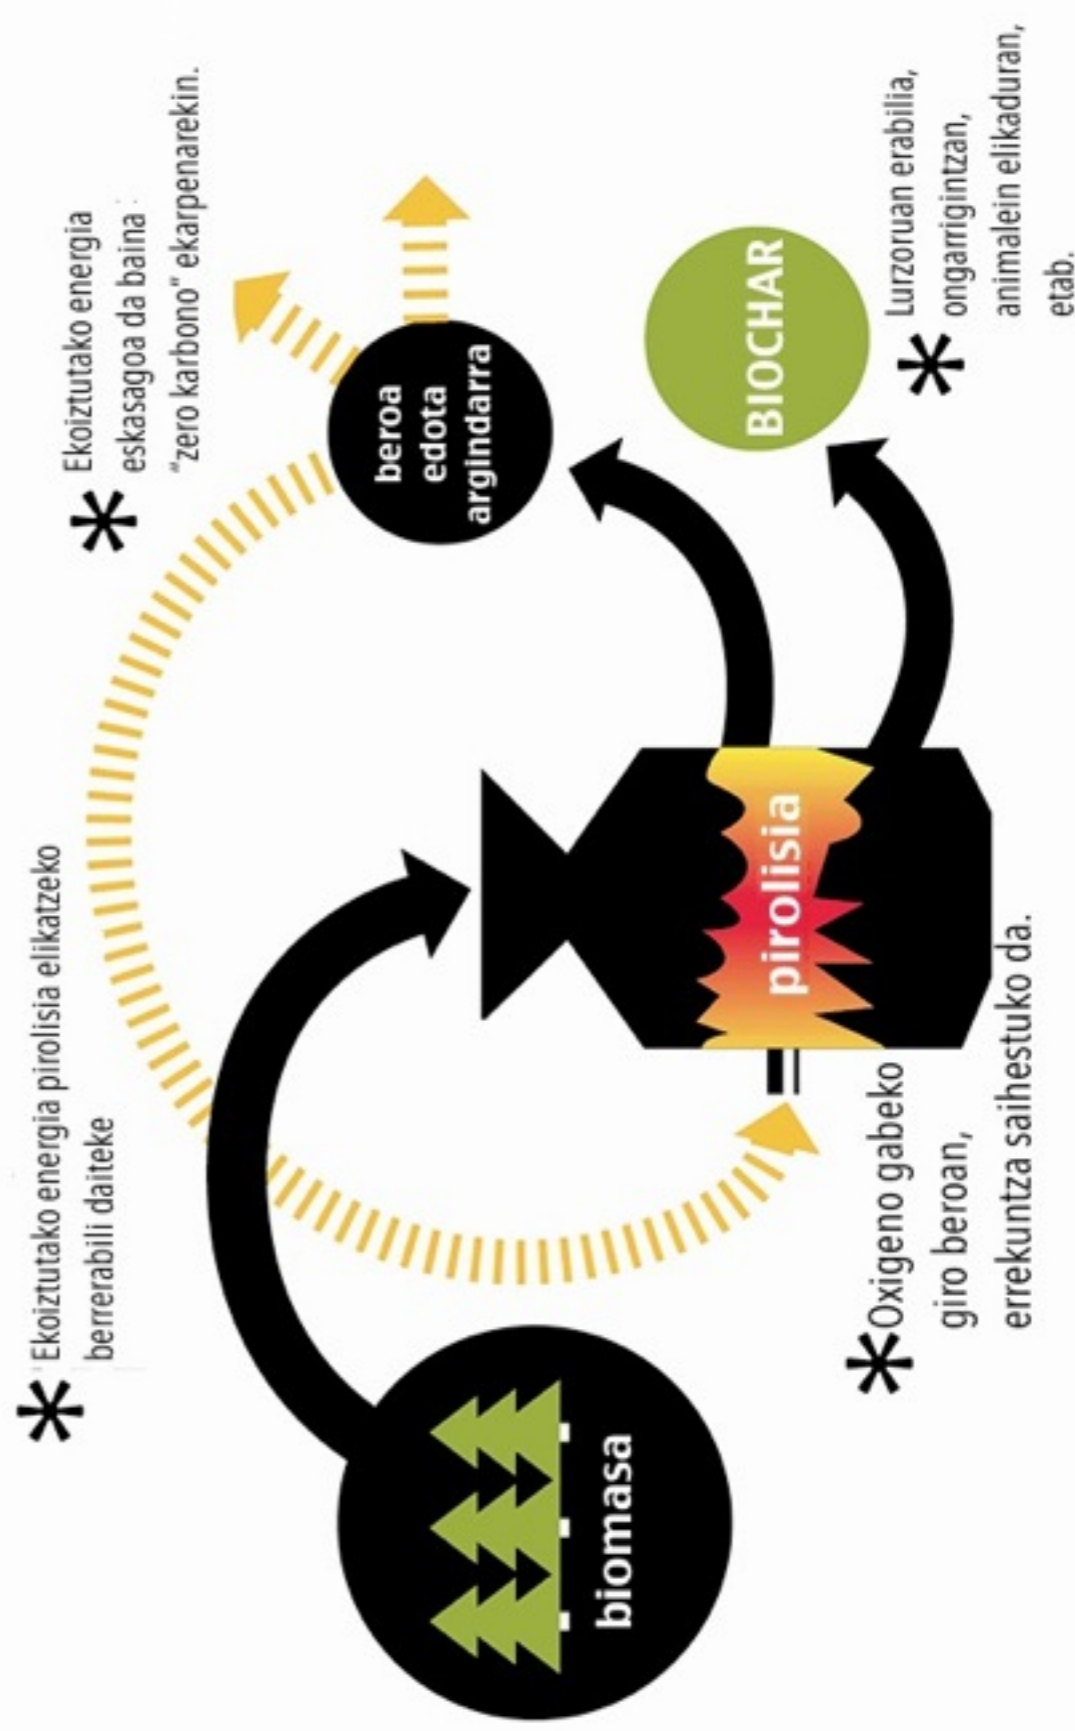 * Ekoiztutako energia pirolisia elikatzeko
berrerabili daiteke
* Ekoiztutako energia
eskasagoa da baina
"zero karbono" ekarpenarekin.
biomasa
pirolisia
beroa
edota
argindarra
BIOCHAR
*Oxigeno gabeko
giro beroan,
errekuntza saihestuko da.
* Lurzoruan erabilia,
ongarrigintzan,
animalein elikaduran,
etab.